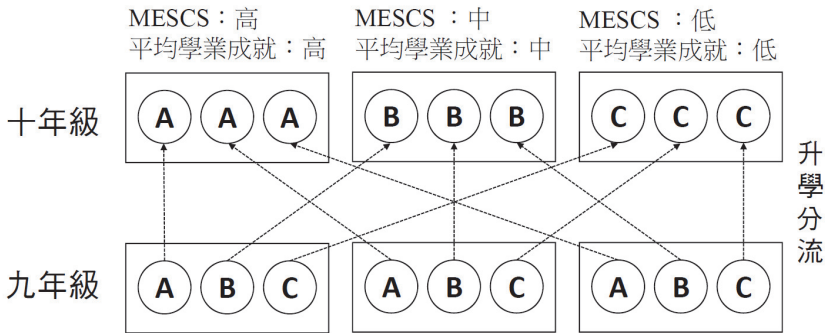 MESCS：高
平均學業成就：高
MESCS：中
平均學業成就：中
MESCS：低
平均學業成就：低
十年級
A A A
B B B
C C C
升學分流
九年級
A B C
A B C
A B C